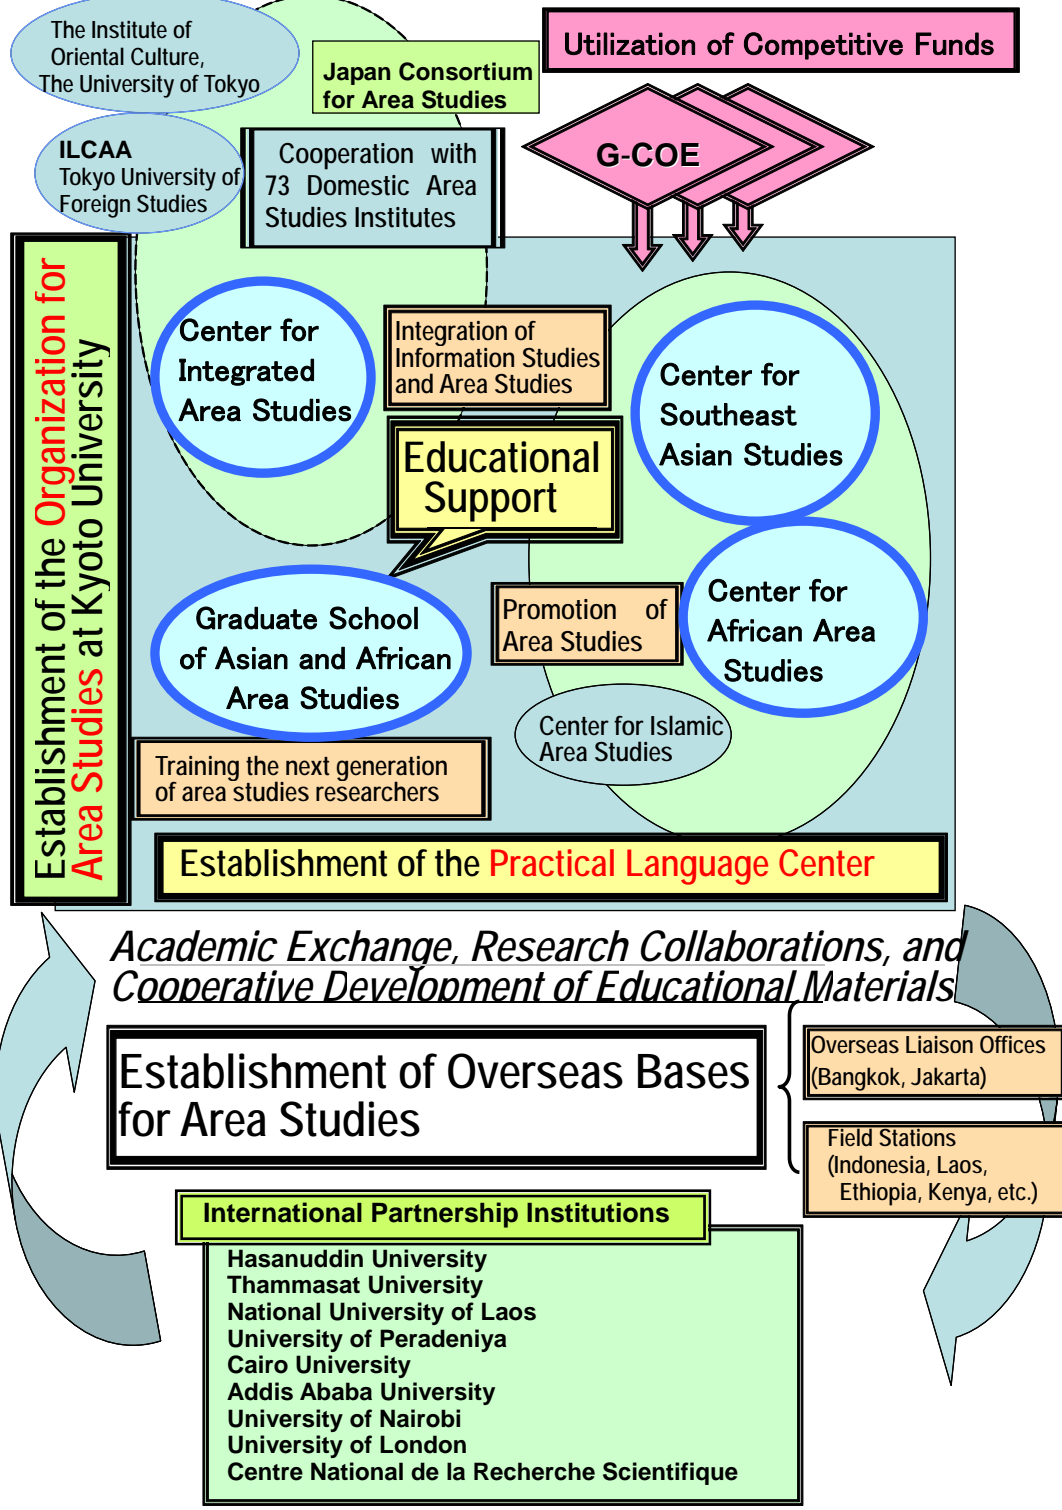 The Institute of
Oriental Culture,
The University of Tokyo
Japan Consortium
for Area Studies
Utilization of Competitive Funds
ILCAA
Tokyo University of
Foreign Studies
Cooperation with
73 Domestic Area
Studies Institutes
G-COE
Establishment of the Organization for
Area Studies at Kyoto University
Center for
Integrated
Area Studies
Integration of
Information Studies
and Area Studies
Center for
Southeast
Asian Studies
Educational
Support
Graduate School
of Asian and African
Area Studies
Promotion of
Area Studies
Center for
African Area
Studies
Center for Islamic
Area Studies
Training the next generation
of area studies researchers
Establishment of the Practical Language Center
Academic Exchange, Research Collaborations, and
Cooperative Development of Educational Materials
Establishment of Overseas Bases
for Area Studies
Overseas Liaison Offices
(Bangkok, Jakarta)
Field Stations
(Indonesia, Laos,
Ethiopia, Kenya, etc.)
International Partnership Institutions
Hasanuddin University
Thammasat University
National University of Laos
University of Peradeniya
Cairo University
Addis Ababa University
University of Nairobi
University of London
Centre National de la Recherche Scientifique